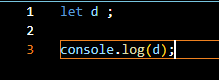 1 let d ;
2
3 console.log(d);